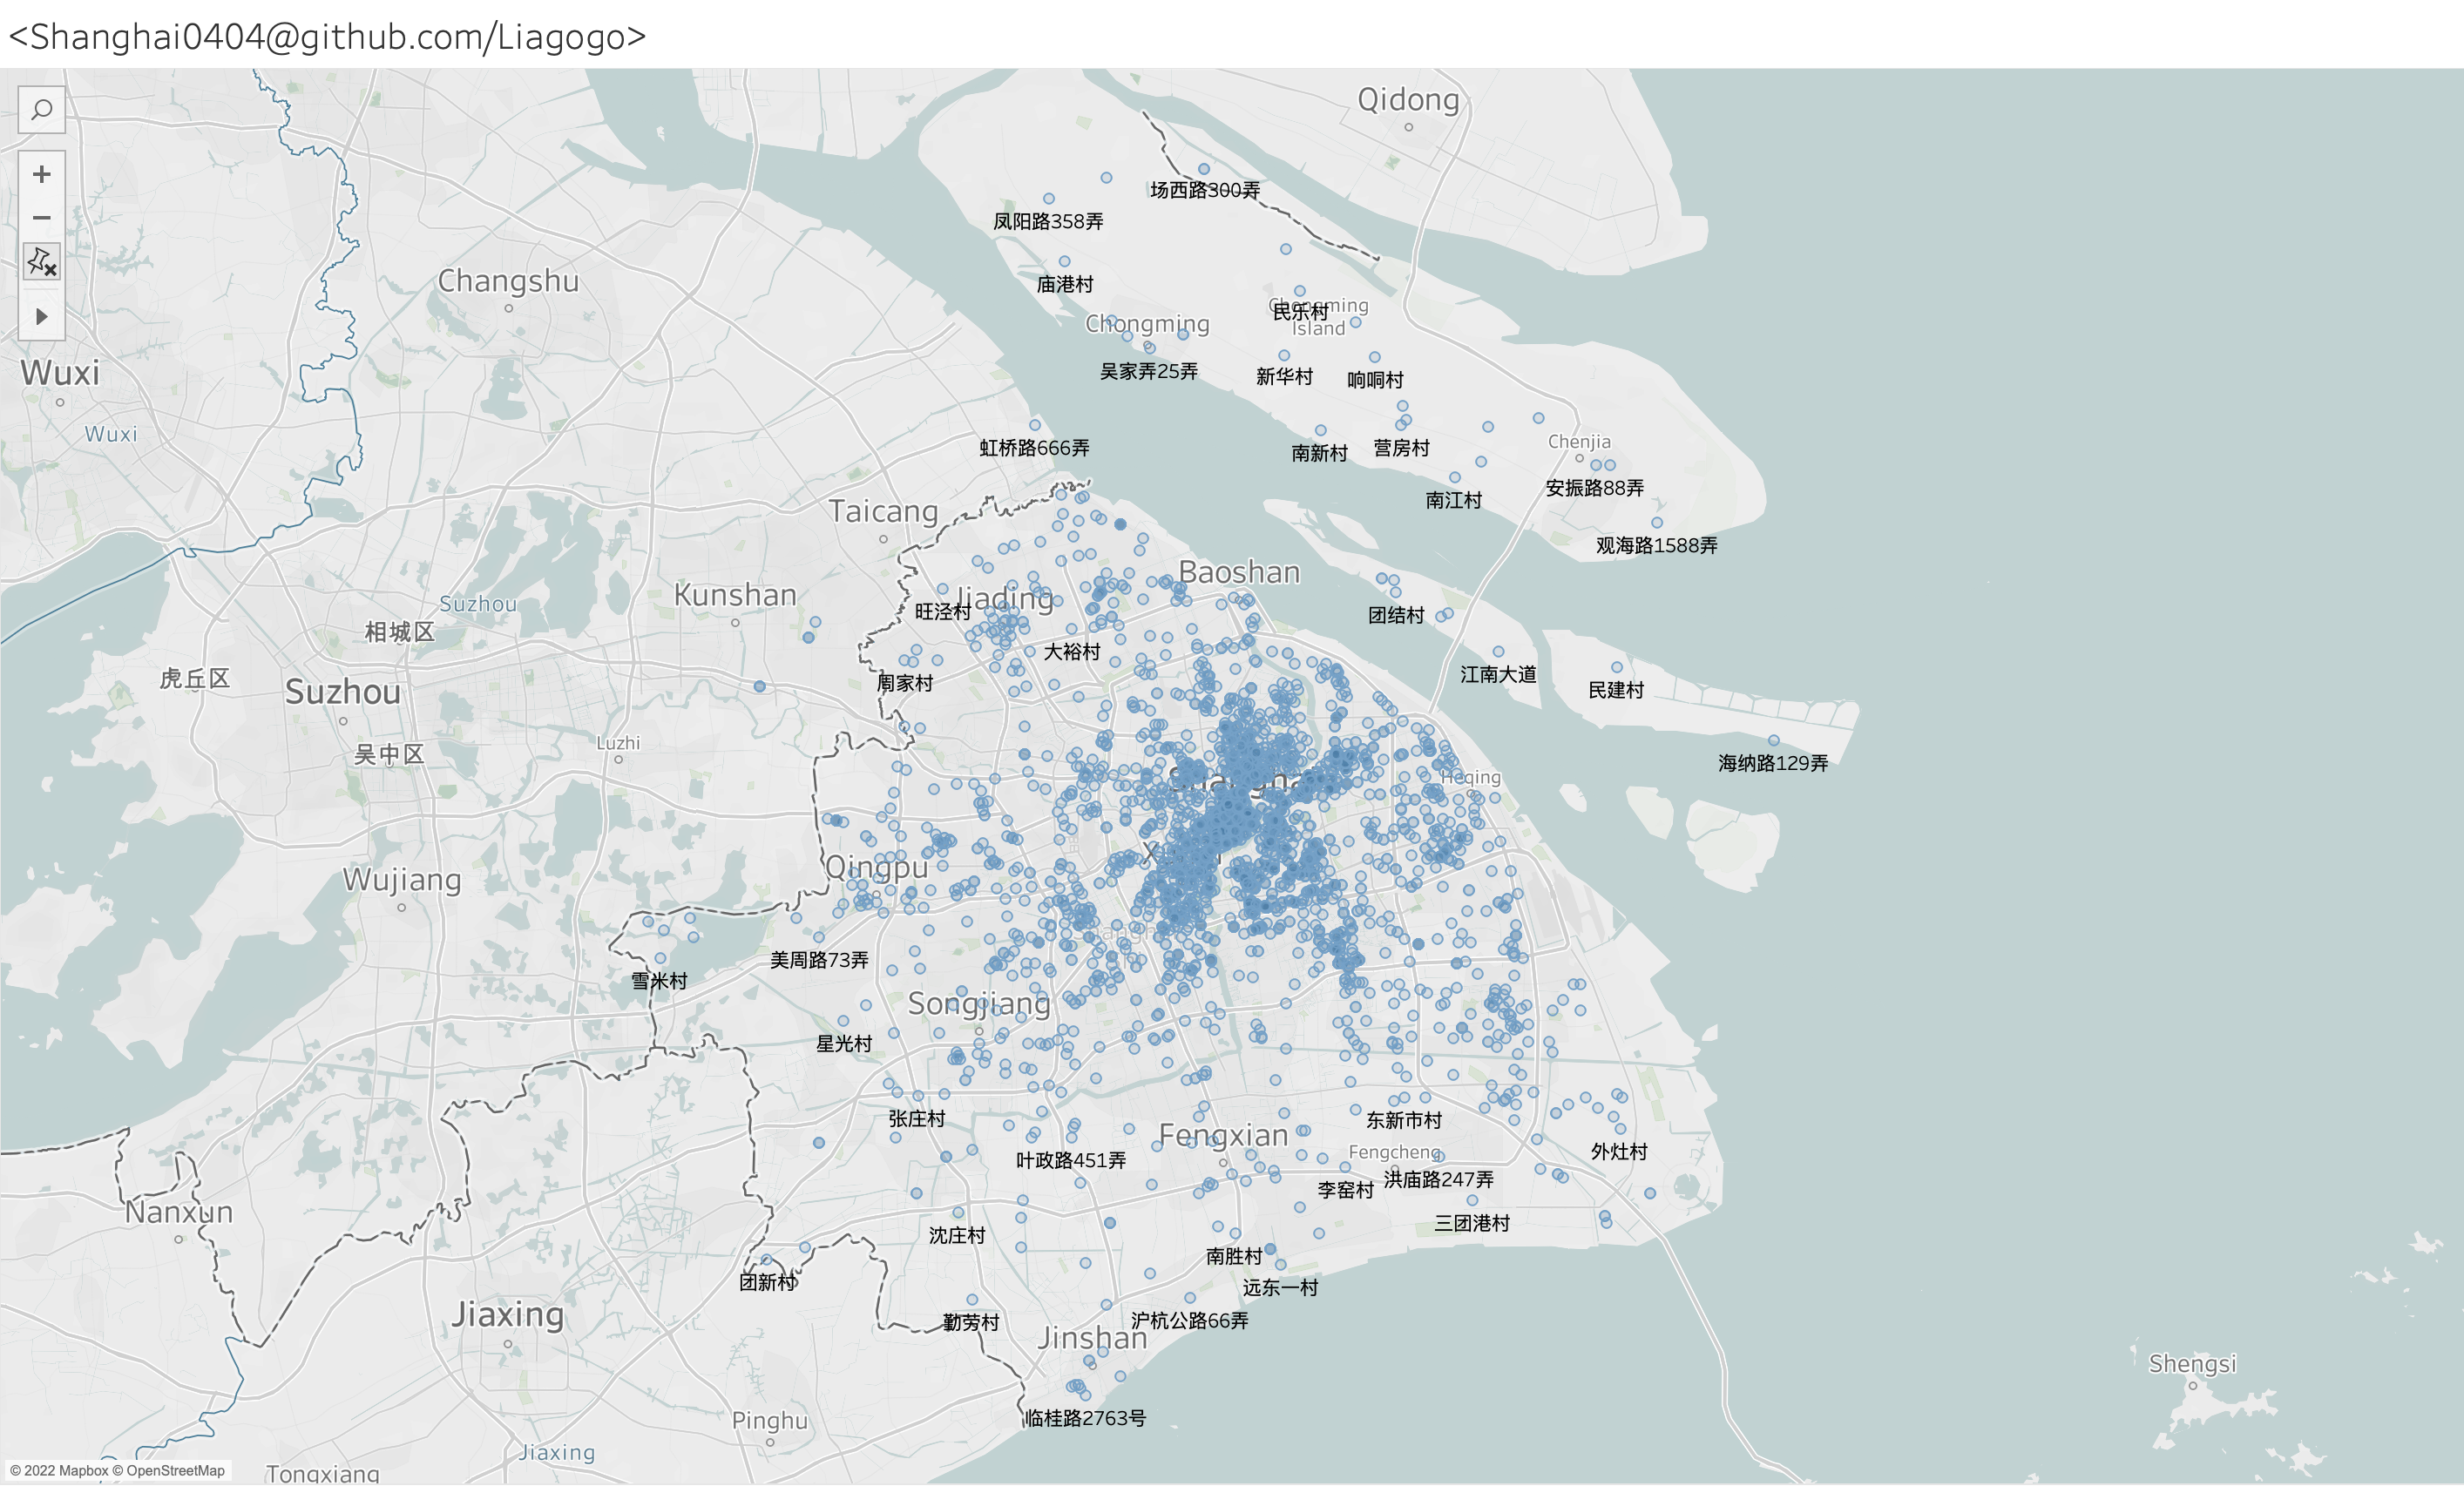 <Shanghai0404@github.com/Liagogo>
Qidong
场西路300弄
凤阳路358弄
Changshu
庙港村
Chongming
Island
民乐村
Chongming
Wuxi
吴家弄25弄
新华村
响哃村
Wuxi
虹桥路666弄
南新村
营房村
Chenjia
安振路88弄
南江村
Taicang
观海路1588弄
Baoshan
Kunshan
Jiading
Suzhou
旺泾村
团结村
相城区
大裕村
虎丘区
周家村
江南大道
Suzhou
民建村
Luzhi
吴中区
海纳路129弄
Heqing
Qingpu
Wujiang
美周路73弄
雪米村
Songjiang
星光村
张庄村
东新市村
Fengxian
Fengcheng
外灶村
叶政路451弄
洪庙路247弄
李窑村
Nanxun
三团港村
沈庄村
南胜村
团新村
远东一村
Jiaxing
勤劳村
沪杭公路66弄
Jinshan
Shengsi
Pinghu
临桂路2763号
Jiaxing
© 2022 Mapbox © OpenStreetMap
Tongxiang